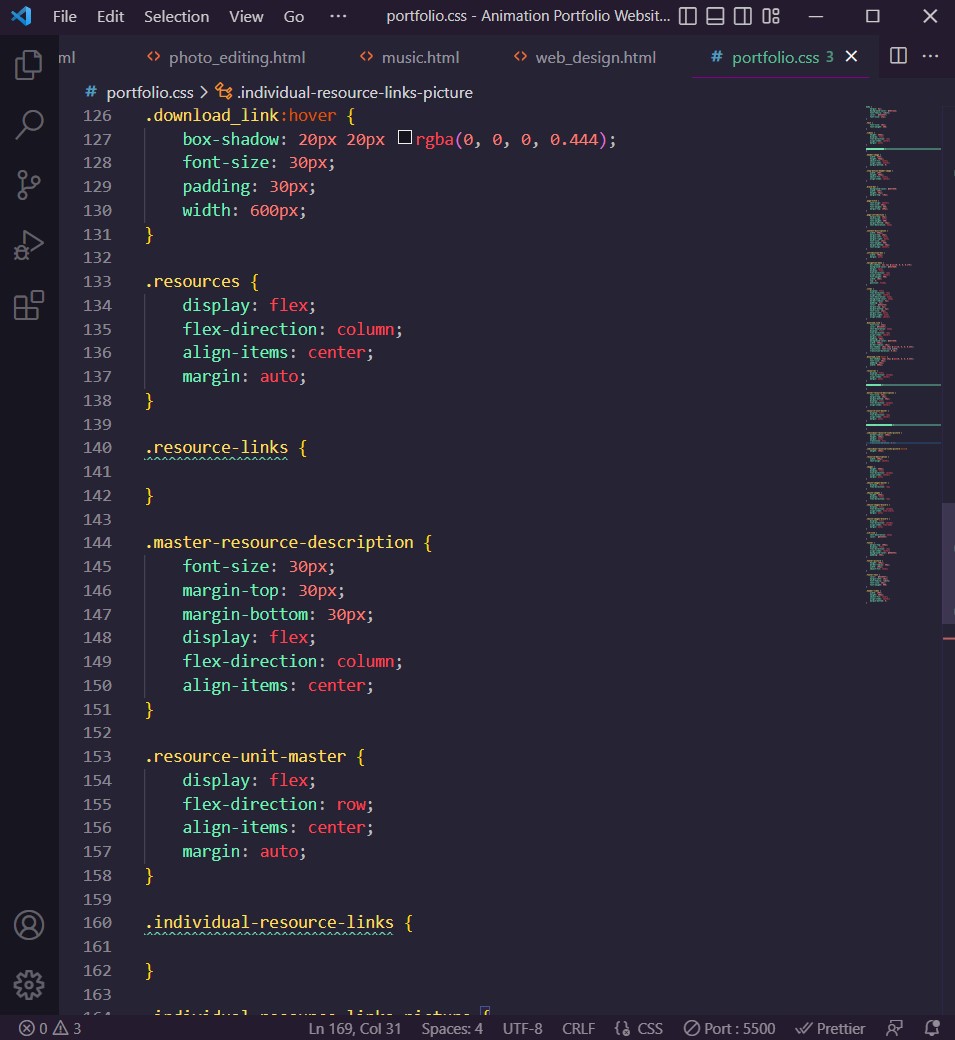 File Edit Selection View Go ··· portfolio.css - Animation Portfolio Websit...
ml <> photo_editing.html <> music.html <> web_design.html # portfolio.css 3
# portfolio.css > .individual-resource-links-picture
126 .download_link:hover {
127 box-shadow: 20px 20px rgba(0, 0, 0, 0.444);
128 font-size: 30px;
129 padding: 30px;
130 width: 600px;
131 }
132
133 .resources {
134 display: flex;
135 flex-direction: column;
136 align-items: center;
137 margin: auto;
138 }
139
140 .resource-links {
141
142 }
143
144 .master-resource-description {
145 font-size: 30px;
146 margin-top: 30px;
147 margin-bottom: 30px;
148 display: flex;
149 flex-direction: column;
150 align-items: center;
151 }
152
153 .resource-unit-master {
154 display: flex;
155 flex-direction: row;
156 align-items: center;
157 margin: auto;
158 }
159
160 .individual-resource-links {
161
162 }
163
164 .individual-resource-links-picture {
0 3 Ln 169, Col 31 Spaces: 4 UTF-8 CRLF {} CSS Port : 5500 Prettier